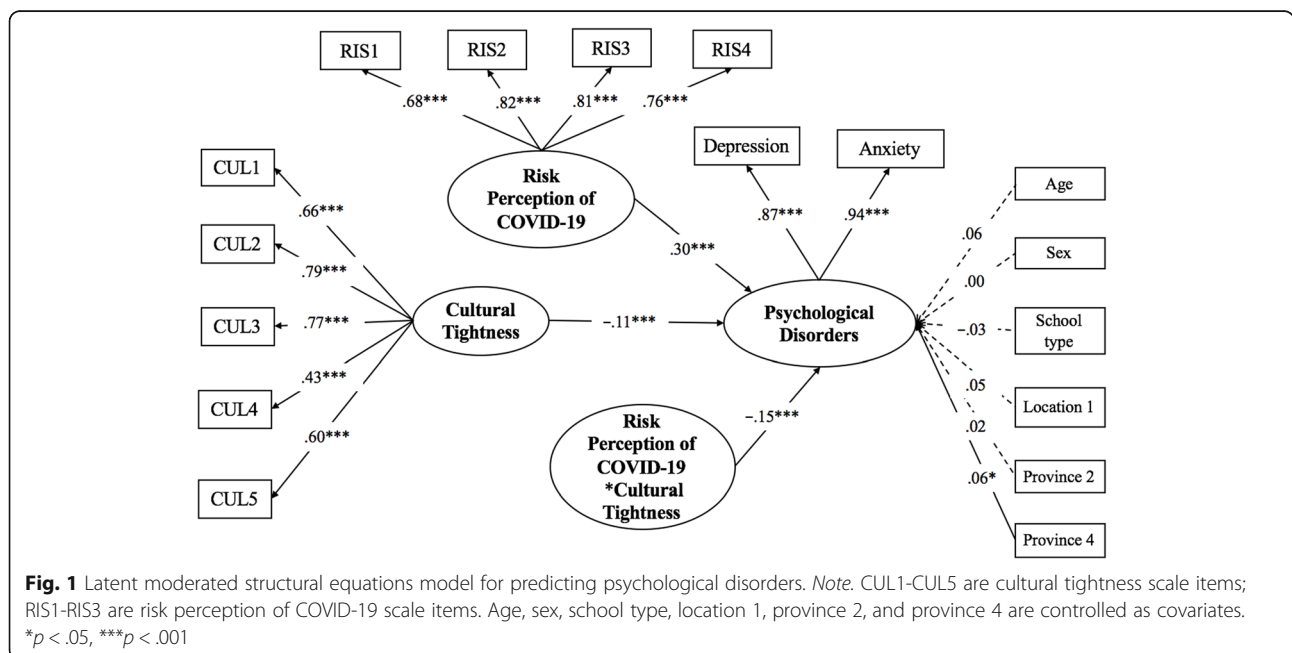 RIS1
RIS2
RIS3
RIS4
.68***
.82***
.81***
.76***
Depression
Anxiety
CUL1
CUL2
CUL3
CUL4
CUL5
.66***
.79***
.77***
.43***
.60***
Risk
Perception of
COVID-19
.30***
.87***
.94***
Cultural
Tightness
−.11***
Psychological
Disorders
Risk
Perception of
COVID-19
*Cultural
Tightness
−.15***
.06
.00
−.03
.05
.02
.06*
Age
Sex
School
type
Location 1
Province 2
Province 4
Fig. 1 Latent moderated structural equations model for predicting psychological disorders. Note. CUL1-CUL5 are cultural tightness scale items;
RIS1-RIS3 are risk perception of COVID-19 scale items. Age, sex, school type, location 1, province 2, and province 4 are controlled as covariates.
*p < .05, ***p < .001